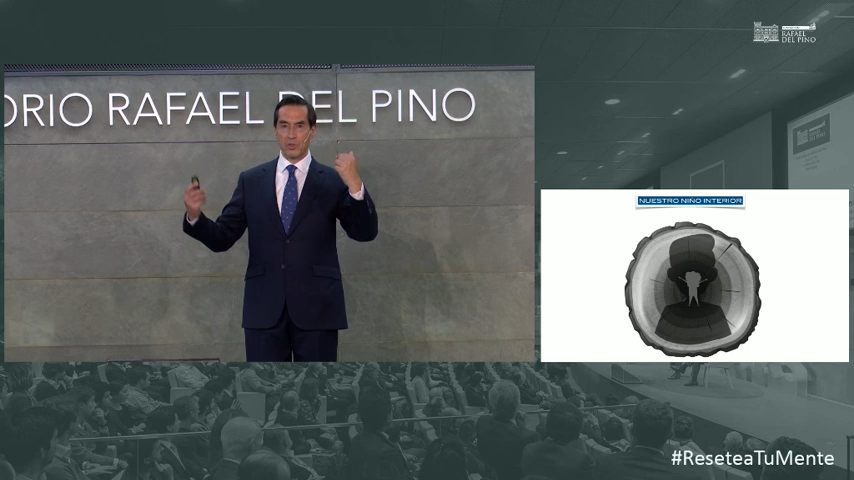 RAFAEL
DEL PINO
ORIO RAFAEL DEL PINO
NUESTRO NIÑO INTERIOR
#ReseteaTuMente